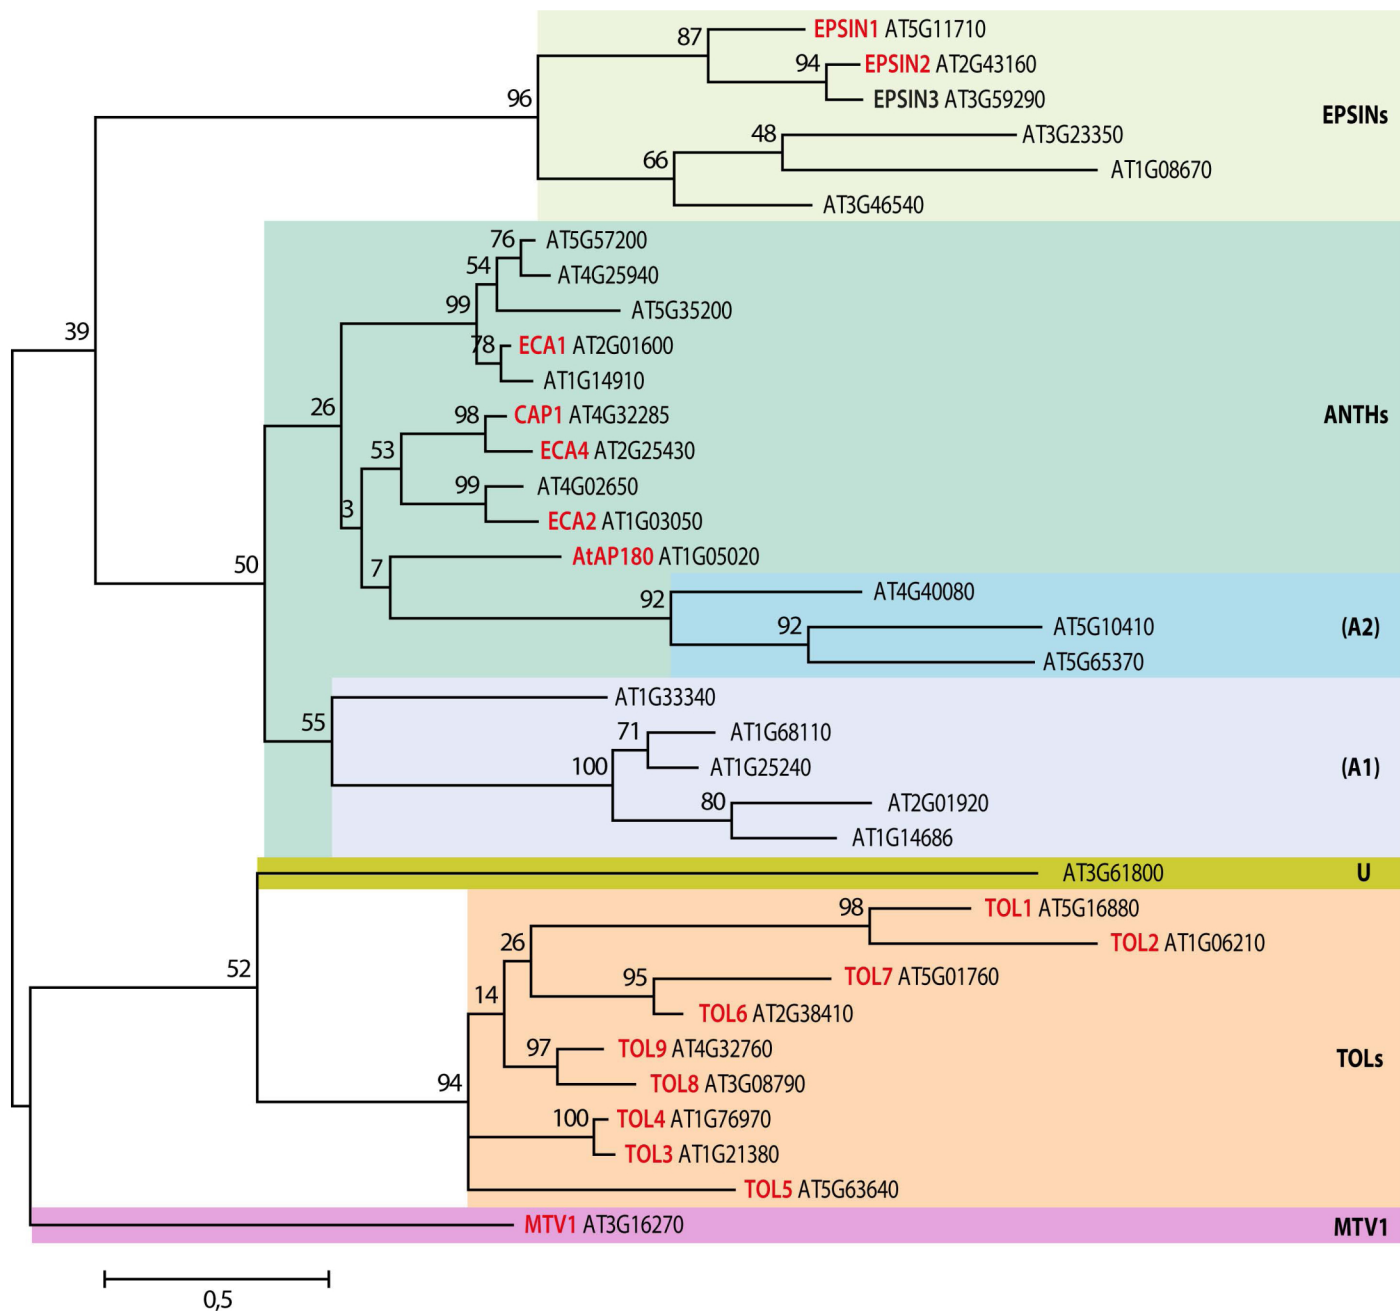 87
EPSIN1 AT5G11710
94
EPSIN2 AT2G43160
96
EPSIN3 AT3G59290
EPSINs
48
AT3G23350
66
AT1G08670
AT3G46540
76
AT5G57200
54
AT4G25940
99
AT5G35200
39
78
ECA1 AT2G01600
AT1G14910
26
98
CAP1 AT4G32285
ANTHs
53
ECA4 AT2G25430
99
AT4G02650
3
ECA2 AT1G03050
50
7
AtAP180 AT1G05020
92
AT4G40080
92
AT5G10410
(A2)
AT5G65370
AT1G33340
55
71
AT1G68110
100
AT1G25240
(A1)
80
AT2G01920
AT1G14686
AT3G61800
U
98
TOL1 AT5G16880
26
TOL2 AT1G06210
52
95
TOL7 AT5G01760
14
TOL6 AT2G38410
97
TOL9 AT4G32760
TOLs
94
TOL8 AT3G08790
100
TOL4 AT1G76970
TOL3 AT1G21380
TOL5 AT5G63640
MTV1 AT3G16270
MTV1
0,5